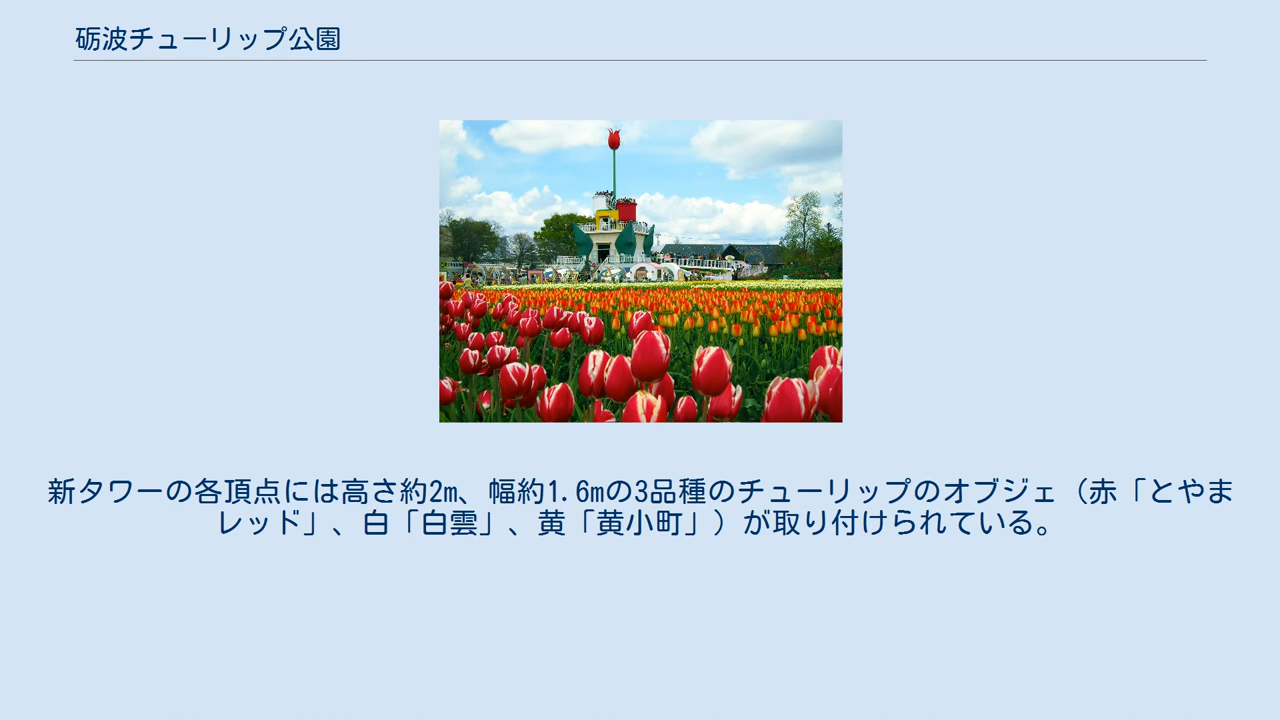 砺波チューリップ公園
新タワーの各頂点には高さ約2m、幅約1.6mの3品種のチューリップのオブジェ（赤「とやま
レッド」、白「白雲」、黄「黄小町」）が取り付けられている。